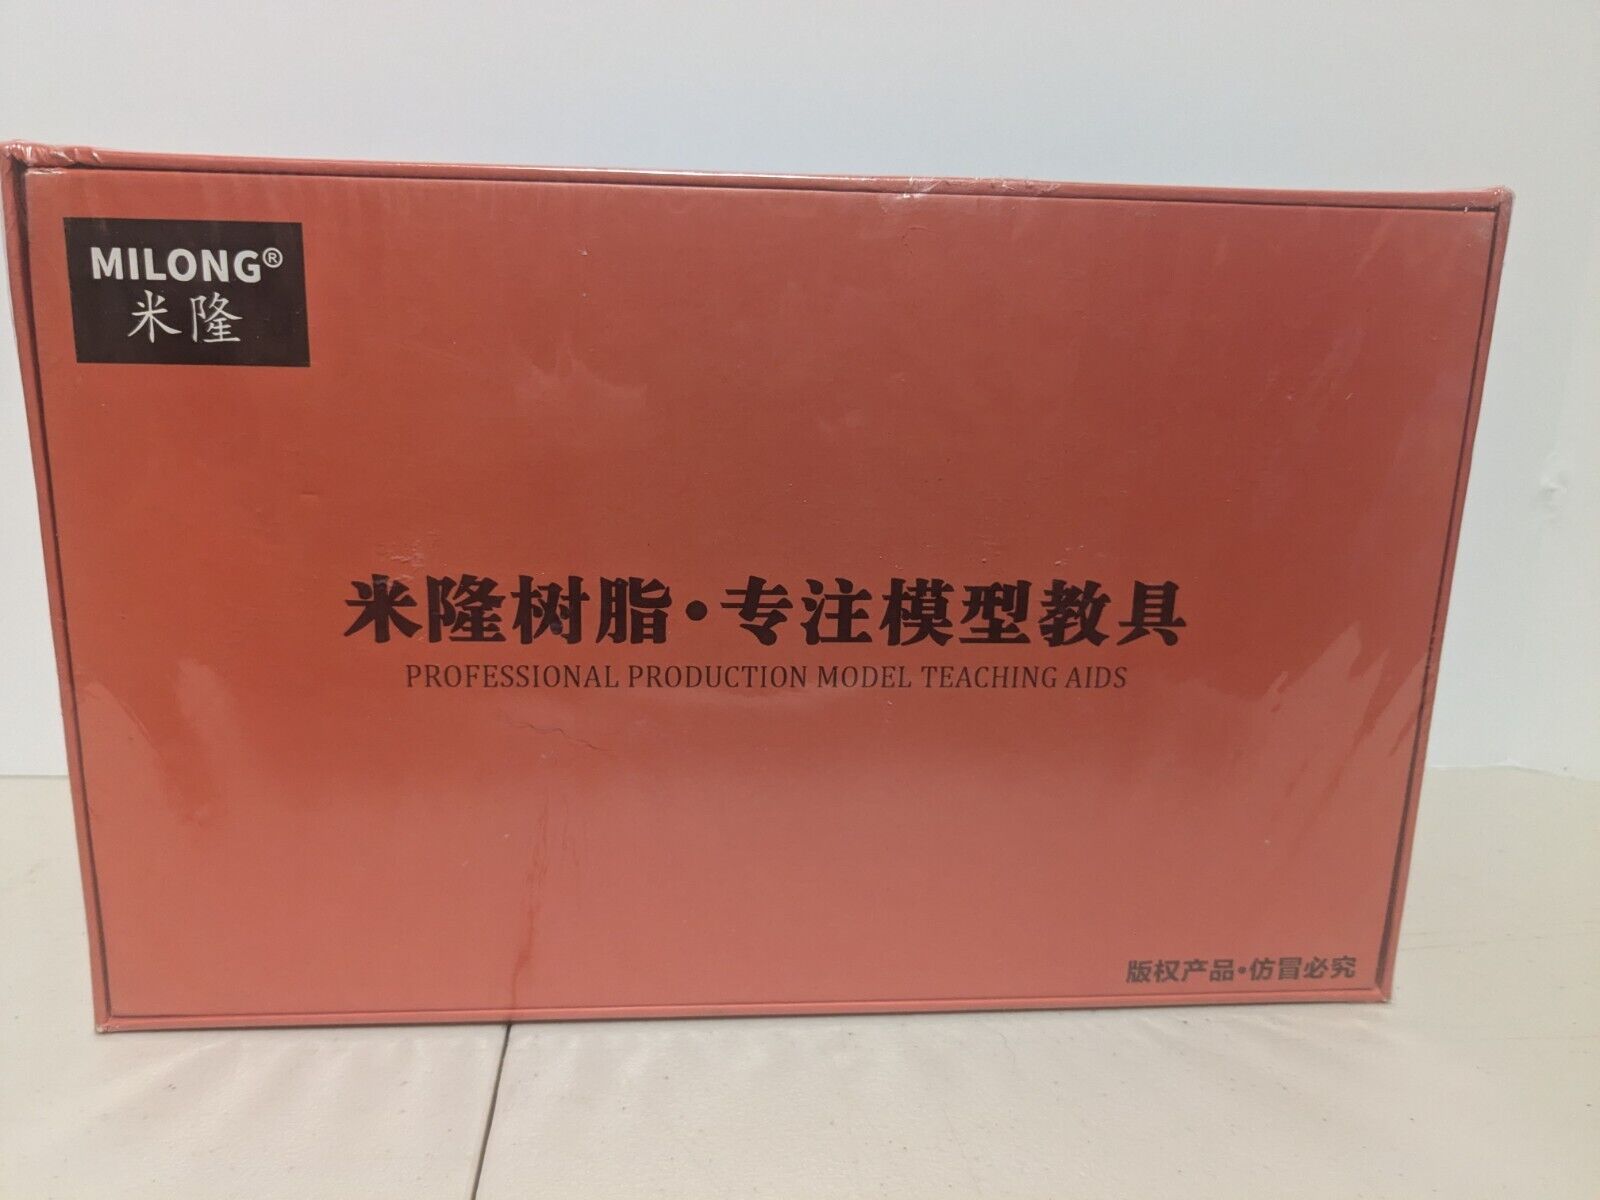 MILONG®
米隆
米隆树脂·专注模型教具
PROFESSIONAL PRODUCTION MODEL TEACHING AIDS
版权产品·仿冒必究